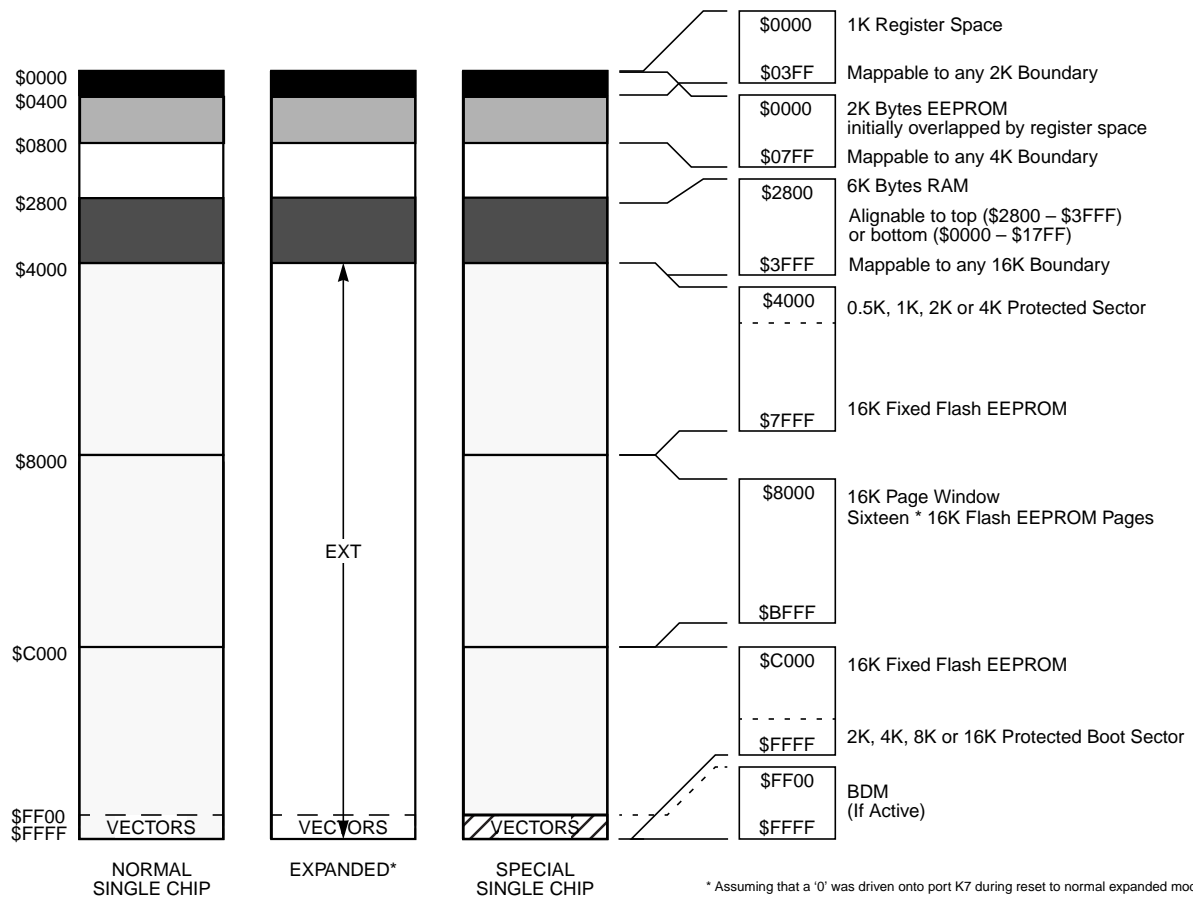 $0000
$0400
$0800
$2800
$4000
$8000
$C000
$FF00
$FFFF
EXT
VECTORS
VECTORS
VECTORS
NORMAL
SINGLE CHIP
EXPANDED*
SPECIAL
SINGLE CHIP
$0000
1K Register Space
$03FF
Mappable to any 2K Boundary
$0000
2K Bytes EEPROM
initially overlapped by register space
$07FF
Mappable to any 4K Boundary
$2800
6K Bytes RAM
Alignable to top ($2800 – $3FFF)
or bottom ($0000 – $17FF)
$3FFF
Mappable to any 16K Boundary
$4000
0.5K, 1K, 2K or 4K Protected Sector
$7FFF
16K Fixed Flash EEPROM
$8000
16K Page Window
Sixteen * 16K Flash EEPROM Pages
$BFFF
$C000
16K Fixed Flash EEPROM
$FFFF
2K, 4K, 8K or 16K Protected Boot Sector
$FF00
BDM
(If Active)
$FFFF
* Assuming that a ‘0’ was driven onto port K7 during reset to normal expanded